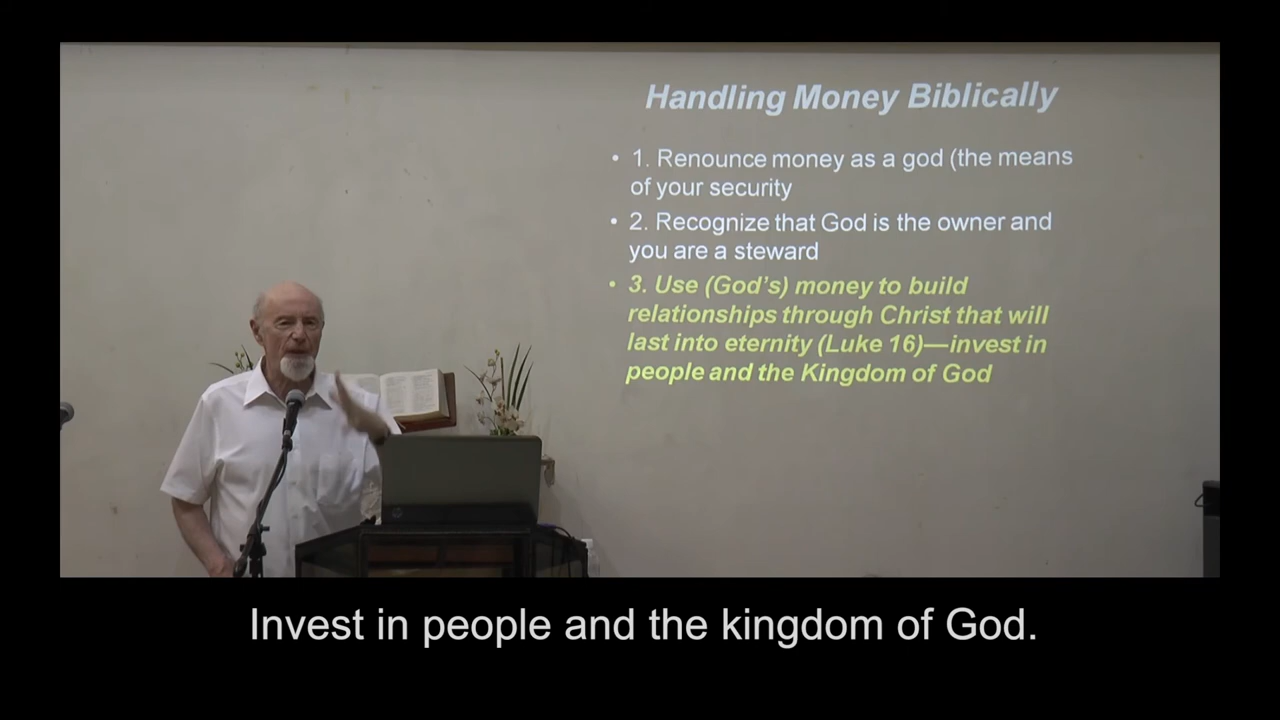 Handling Money Biblically
• 1. Renounce money as a god (the means
of your security
• 2. Recognize that God is the owner and
you are a steward
• 3. Use (God's) money to build
relationships through Christ that will
last into eternity (Luke 16)—invest in
people and the Kingdom of God
Invest in people and the kingdom of God.